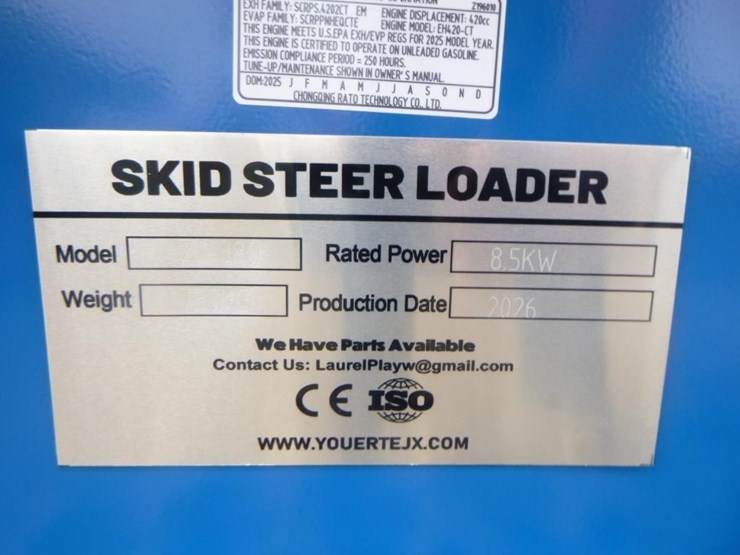 Z196010
EXH FAMILY: SCRPS.4202CT EM ENGINE DISPLACEMENT: 420cc
EVAP FAMILY: SCRPPNHEQCTE ENGINE MODEL: EH420-CT
THIS ENGINE MEETS U.S.EPA EXH/EVP REGS FOR 2025 MODEL YEAR.
THIS ENGINE IS CERTIFIED TO OPERATE ON UNLEADED GASOLINE.
EMISSION COMPLIANCE PERIOD = 250 HOURS.
TUNE-UP/MAINTENANCE SHOWN IN OWNER'S MANUAL.
DOM:2025 J F M A M J J A S O N D
CHONGQING RATO TECHNOLOGY CO., LTD.
SKID STEER LOADER
Model Rated Power 8.5KW
Weight Production Date 2026
We Have Parts Available
Contact Us: LaurelPlayw@gmail.com
CE ISO
WWW.YOUERTEJX.COM